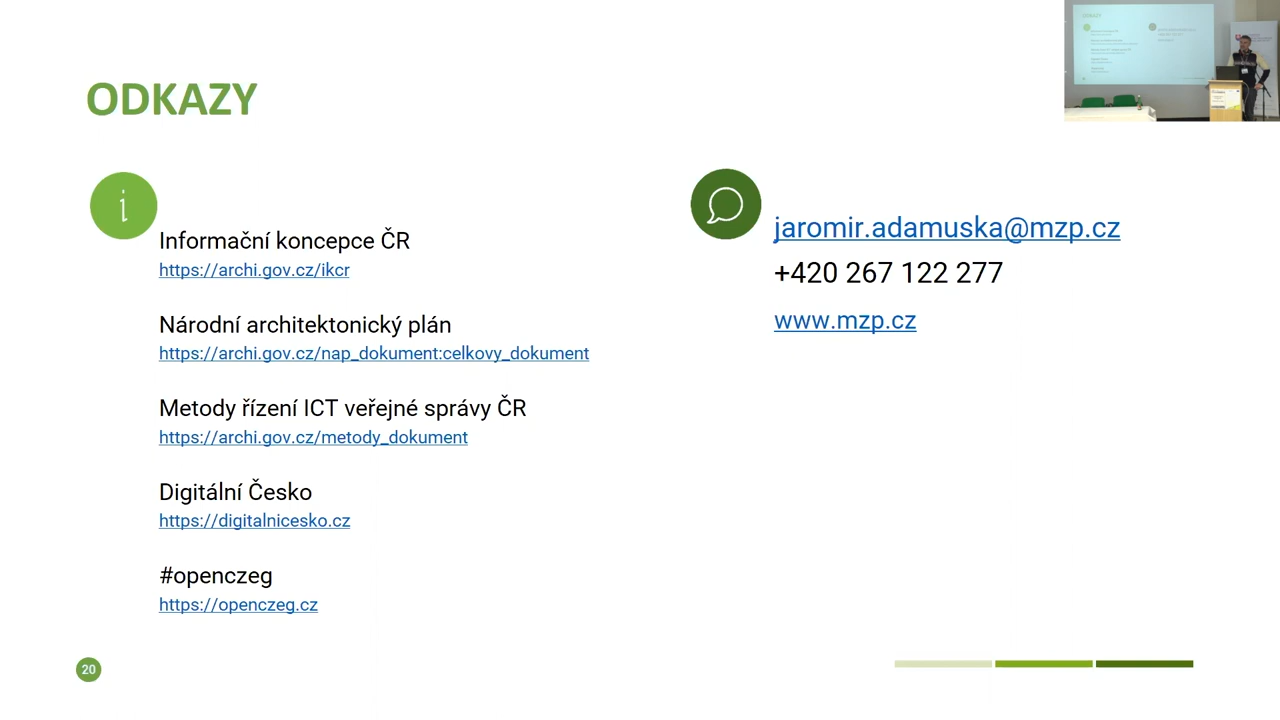 ODKAZY
Informační koncepce ČR
https://archi.gov.cz/ikcr
Národní architektonický plán
https://archi.gov.cz/nap_dokument:celkovy_dokument
Metody řízení ICT veřejné správy ČR
https://archi.gov.cz/metody_dokument
Digitální Česko
https://digitalnicesko.cz
#openczeg
https://openczeg.cz
jaromir.adamuska@mzp.cz
+420 267 122 277
www.mzp.cz
20